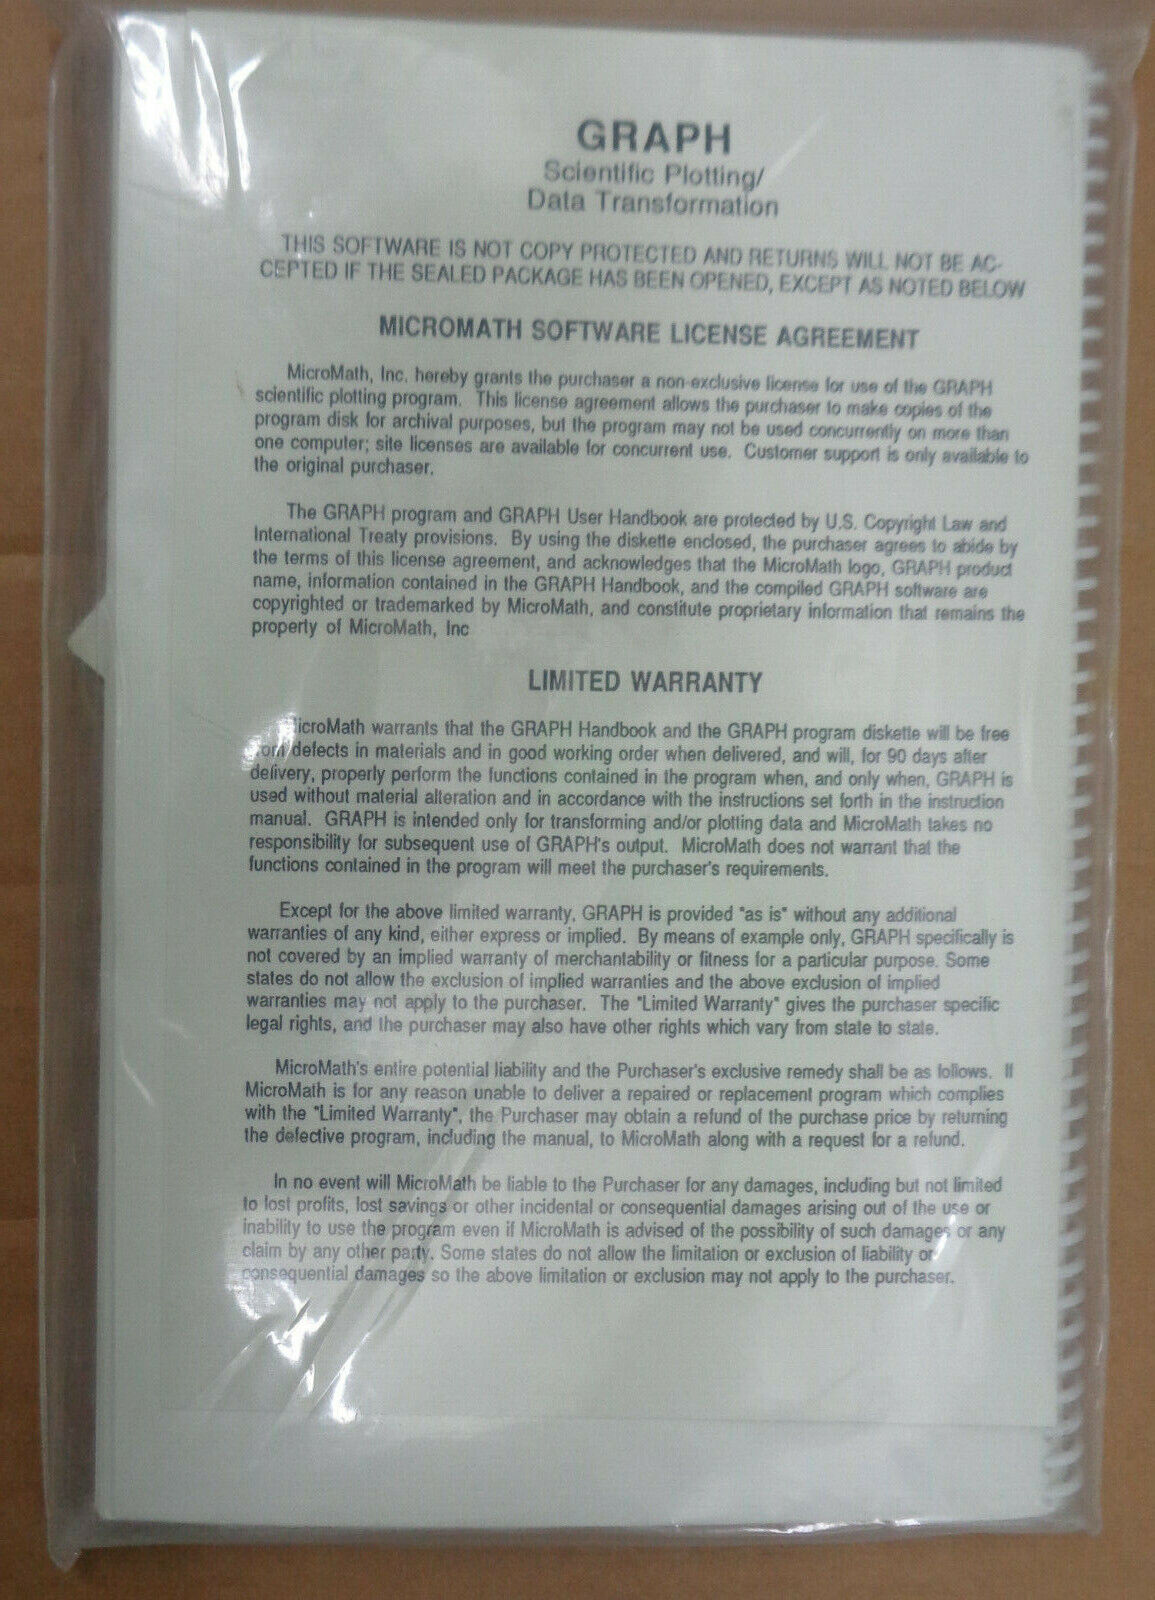 GRAPH
Scientific Plotting/
Data Transformation
THIS SOFTWARE IS NOT COPY PROTECTED AND RETURNS WILL NOT BE AC-
CEPTED IF THE SEALED PACKAGE HAS BEEN OPENED, EXCEPT AS NOTED BELOW
MICROMATH SOFTWARE LICENSE AGREEMENT
MicroMath, Inc. hereby grants the purchaser a non-exclusive license for use of the GRAPH
scientific plotting program. This license agreement allows the purchaser to make copies of the
program disk for archival purposes, but the program may not be used concurrently on more than
one computer; site licenses are available for concurrent use. Customer support is only available to
the original purchaser.
The GRAPH program and GRAPH User Handbook are protected by U.S. Copyright Law and
International Treaty provisions. By using the diskette enclosed, the purchaser agrees to abide by
the terms of this license agreement, and acknowledges that the MicroMath logo, GRAPH product
name, information contained in the GRAPH Handbook, and the compiled GRAPH software are
copyrighted or trademarked by MicroMath, and constitute proprietary information that remains the
property of MicroMath, Inc
LIMITED WARRANTY
MicroMath warrants that the GRAPH Handbook and the GRAPH program diskette will be free
from defects in materials and in good working order when delivered, and will, for 90 days after
delivery, properly perform the functions contained in the program when, and only when, GRAPH is
used without material alteration and in accordance with the instructions set forth in the instruction
manual. GRAPH is intended only for transforming and/or plotting data and MicroMath takes no
responsibility for subsequent use of GRAPH's output. MicroMath does not warrant that the
functions contained in the program will meet the purchaser's requirements.
Except for the above limited warranty, GRAPH is provided "as is" without any additional
warranties of any kind, either express or implied. By means of example only, GRAPH specifically is
not covered by an implied warranty of merchantability or fitness for a particular purpose. Some
states do not allow the exclusion of implied warranties and the above exclusion of implied
warranties may not apply to the purchaser. The "Limited Warranty" gives the purchaser specific
legal rights, and the purchaser may also have other rights which vary from state to state.
MicroMath's entire potential liability and the Purchaser's exclusive remedy shall be as follows. If
MicroMath is for any reason unable to deliver a repaired or replacement program which complies
with the "Limited Warranty", the Purchaser may obtain a refund of the purchase price by returning
the defective program, including the manual, to MicroMath along with a request for a refund.
In no event will MicroMath be liable to the Purchaser for any damages, including but not limited
to lost profits, lost savings or other incidental or consequential damages arising out of the use or
inability to use the program even if MicroMath is advised of the possibility of such damages or any
claim by any other party. Some states do not allow the limitation or exclusion of liability or
consequential damages so the above limitation or exclusion may not apply to the purchaser.